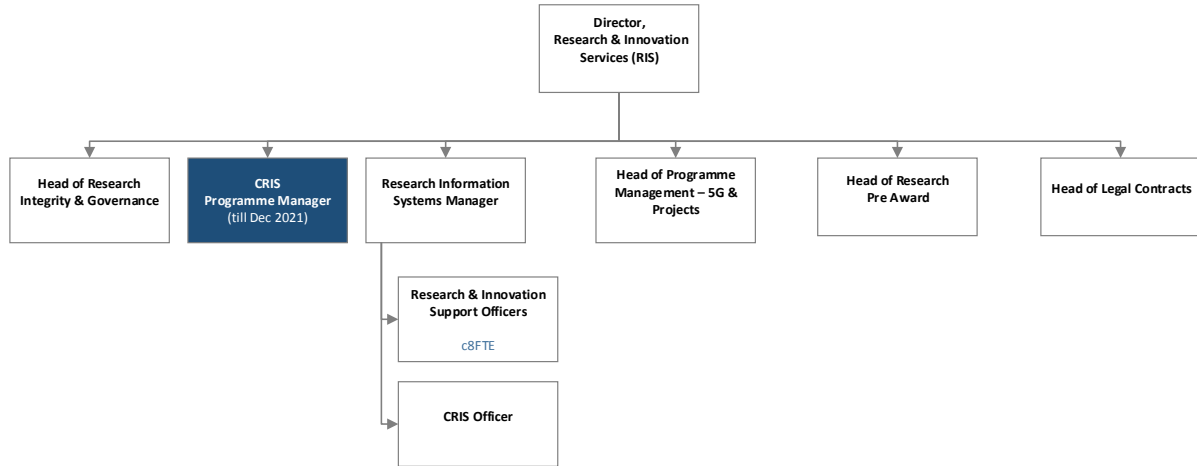 Director,
Research & Innovation
Services (RIS)
Head of Research
Integrity & Governance
CRIS
Programme Manager
(till Dec 2021)
Research Information
Systems Manager
Head of Programme
Management – 5G &
Projects
Head of Research
Pre Award
Head of Legal Contracts
Research & Innovation
Support Officers
c8FTE
CRIS Officer